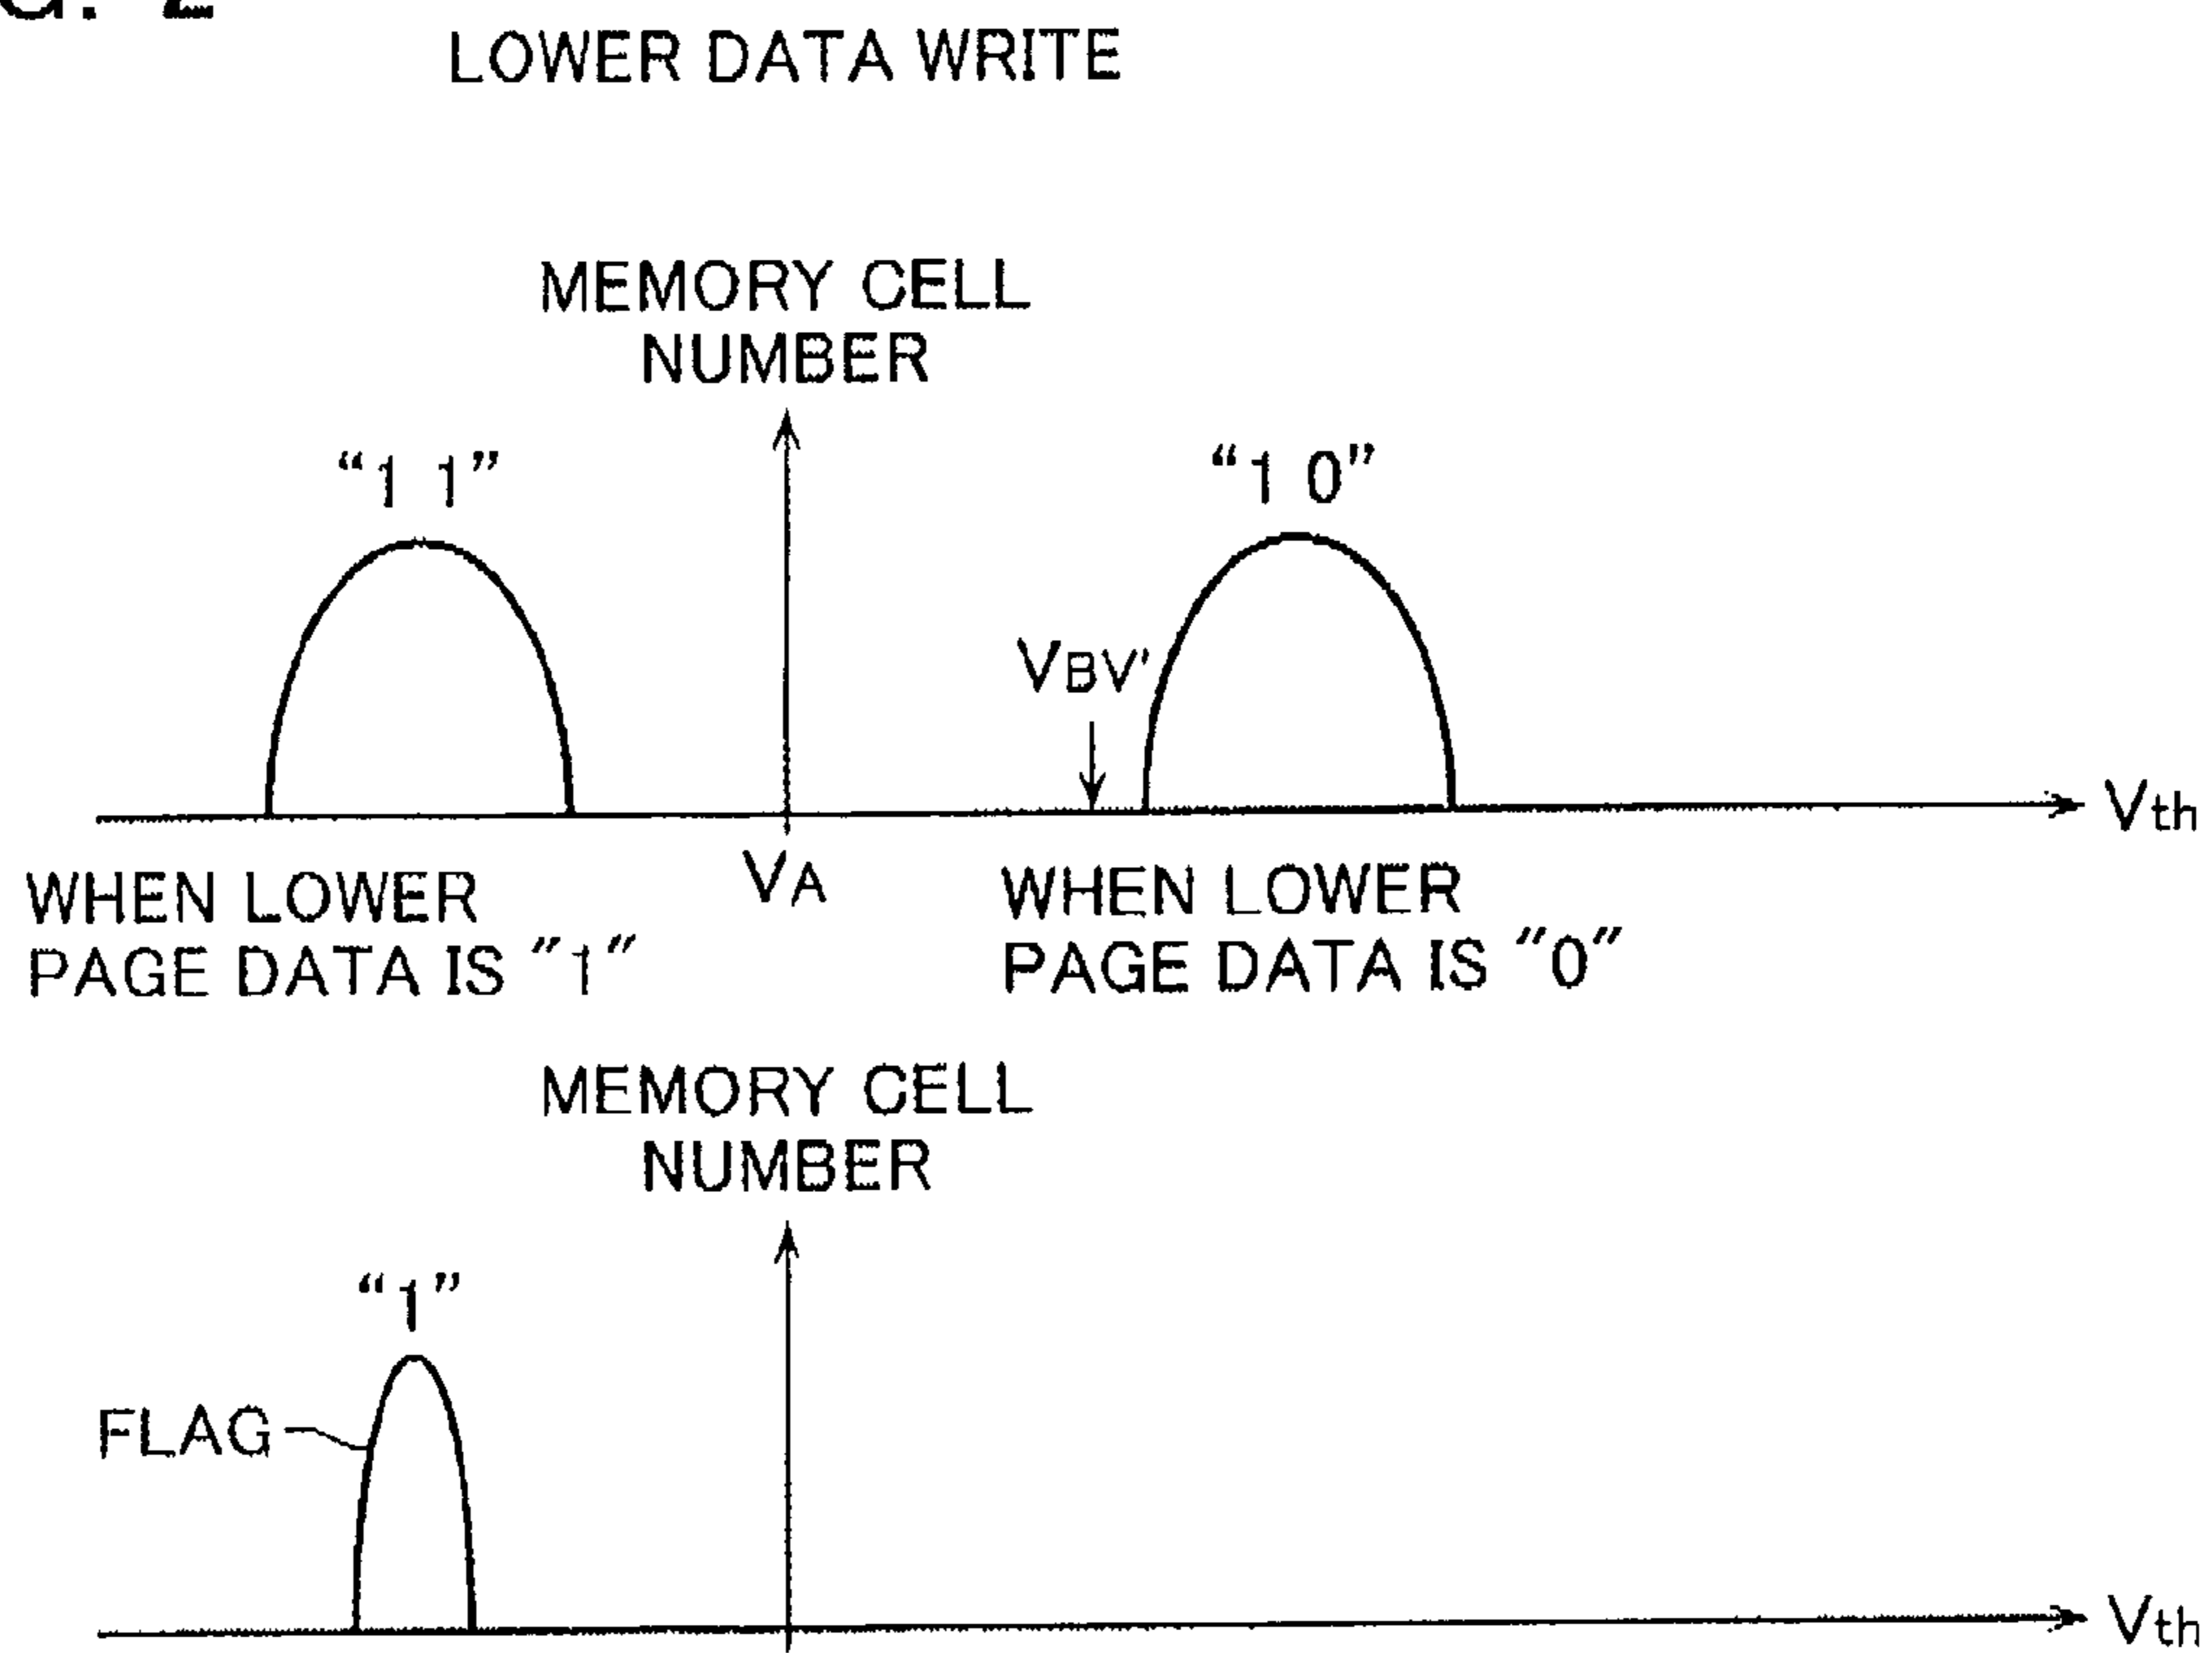 LOWER DATA WRITE
MEMORY CELL
NUMBER
“1 1”
“1 0”
VBV'
Vth
VA
WHEN LOWER
PAGE DATA IS "1"
WHEN LOWER
PAGE DATA IS "0"
MEMORY CELL
NUMBER
“1”
FLAG
Vth